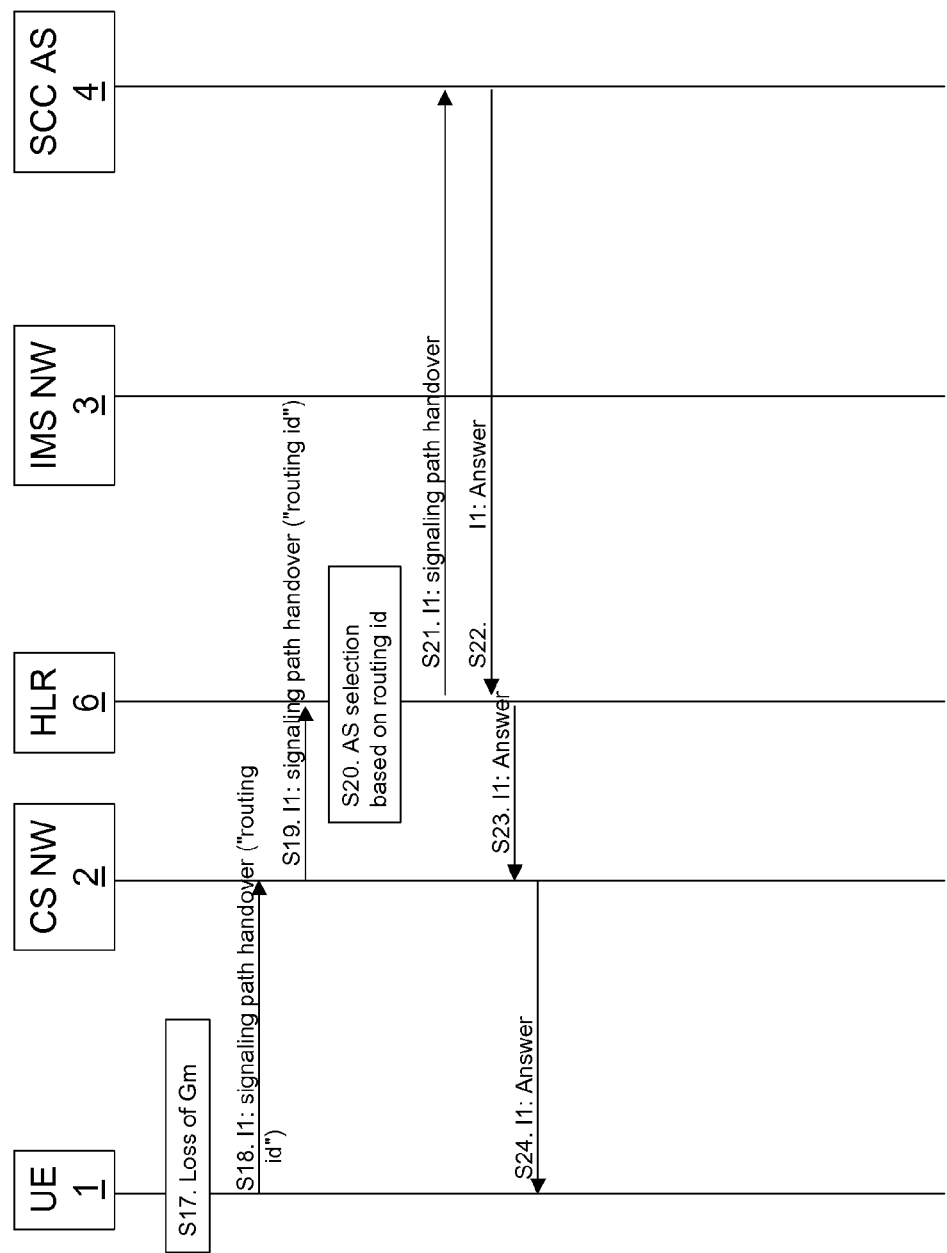 UE
1
CS NW
2
HLR
6
IMS NW
3
SCC AS
4
S17. Loss of Gm
S18. I1: signaling path handover ("routing
id")
S19. I1: signaling path handover ("routing id")
S20. AS selection
based on routing id
S21. I1: signaling path handover
S22. I1: Answer
S23. I1: Answer
S24. I1: Answer